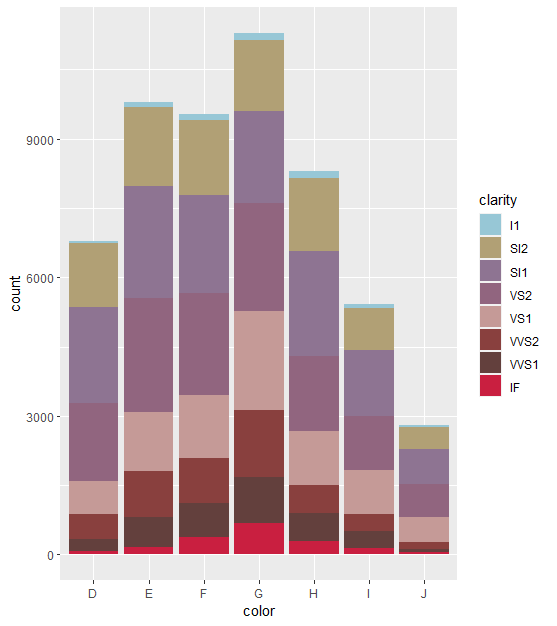 9000
6000
3000
0
count
D E F G H I J
color
clarity
I1
SI2
SI1
VS2
VS1
VVS2
VVS1
IF